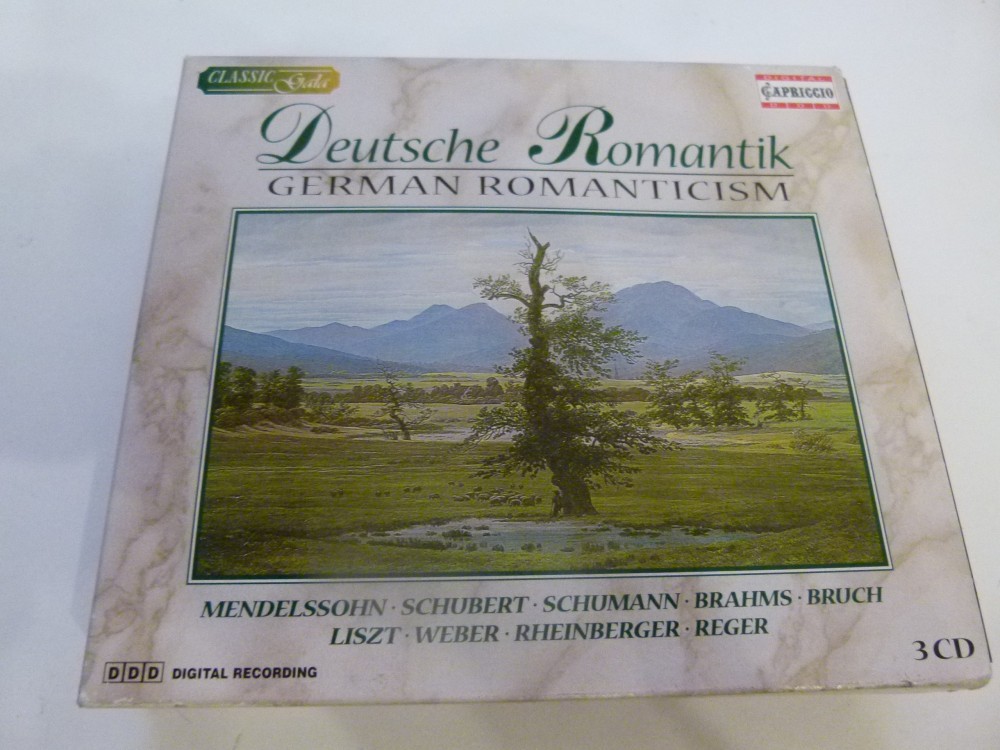 CLASSIC Gala
DIGITAL
CAPRICCIO
Deutsche Romantik
GERMAN ROMANTICISM
MENDELSSOHN · SCHUBERT · SCHUMANN · BRAHMS · BRUCH
LISZT · WEBER · RHEINBERGER · REGER
3 CD
DDD DIGITAL RECORDING